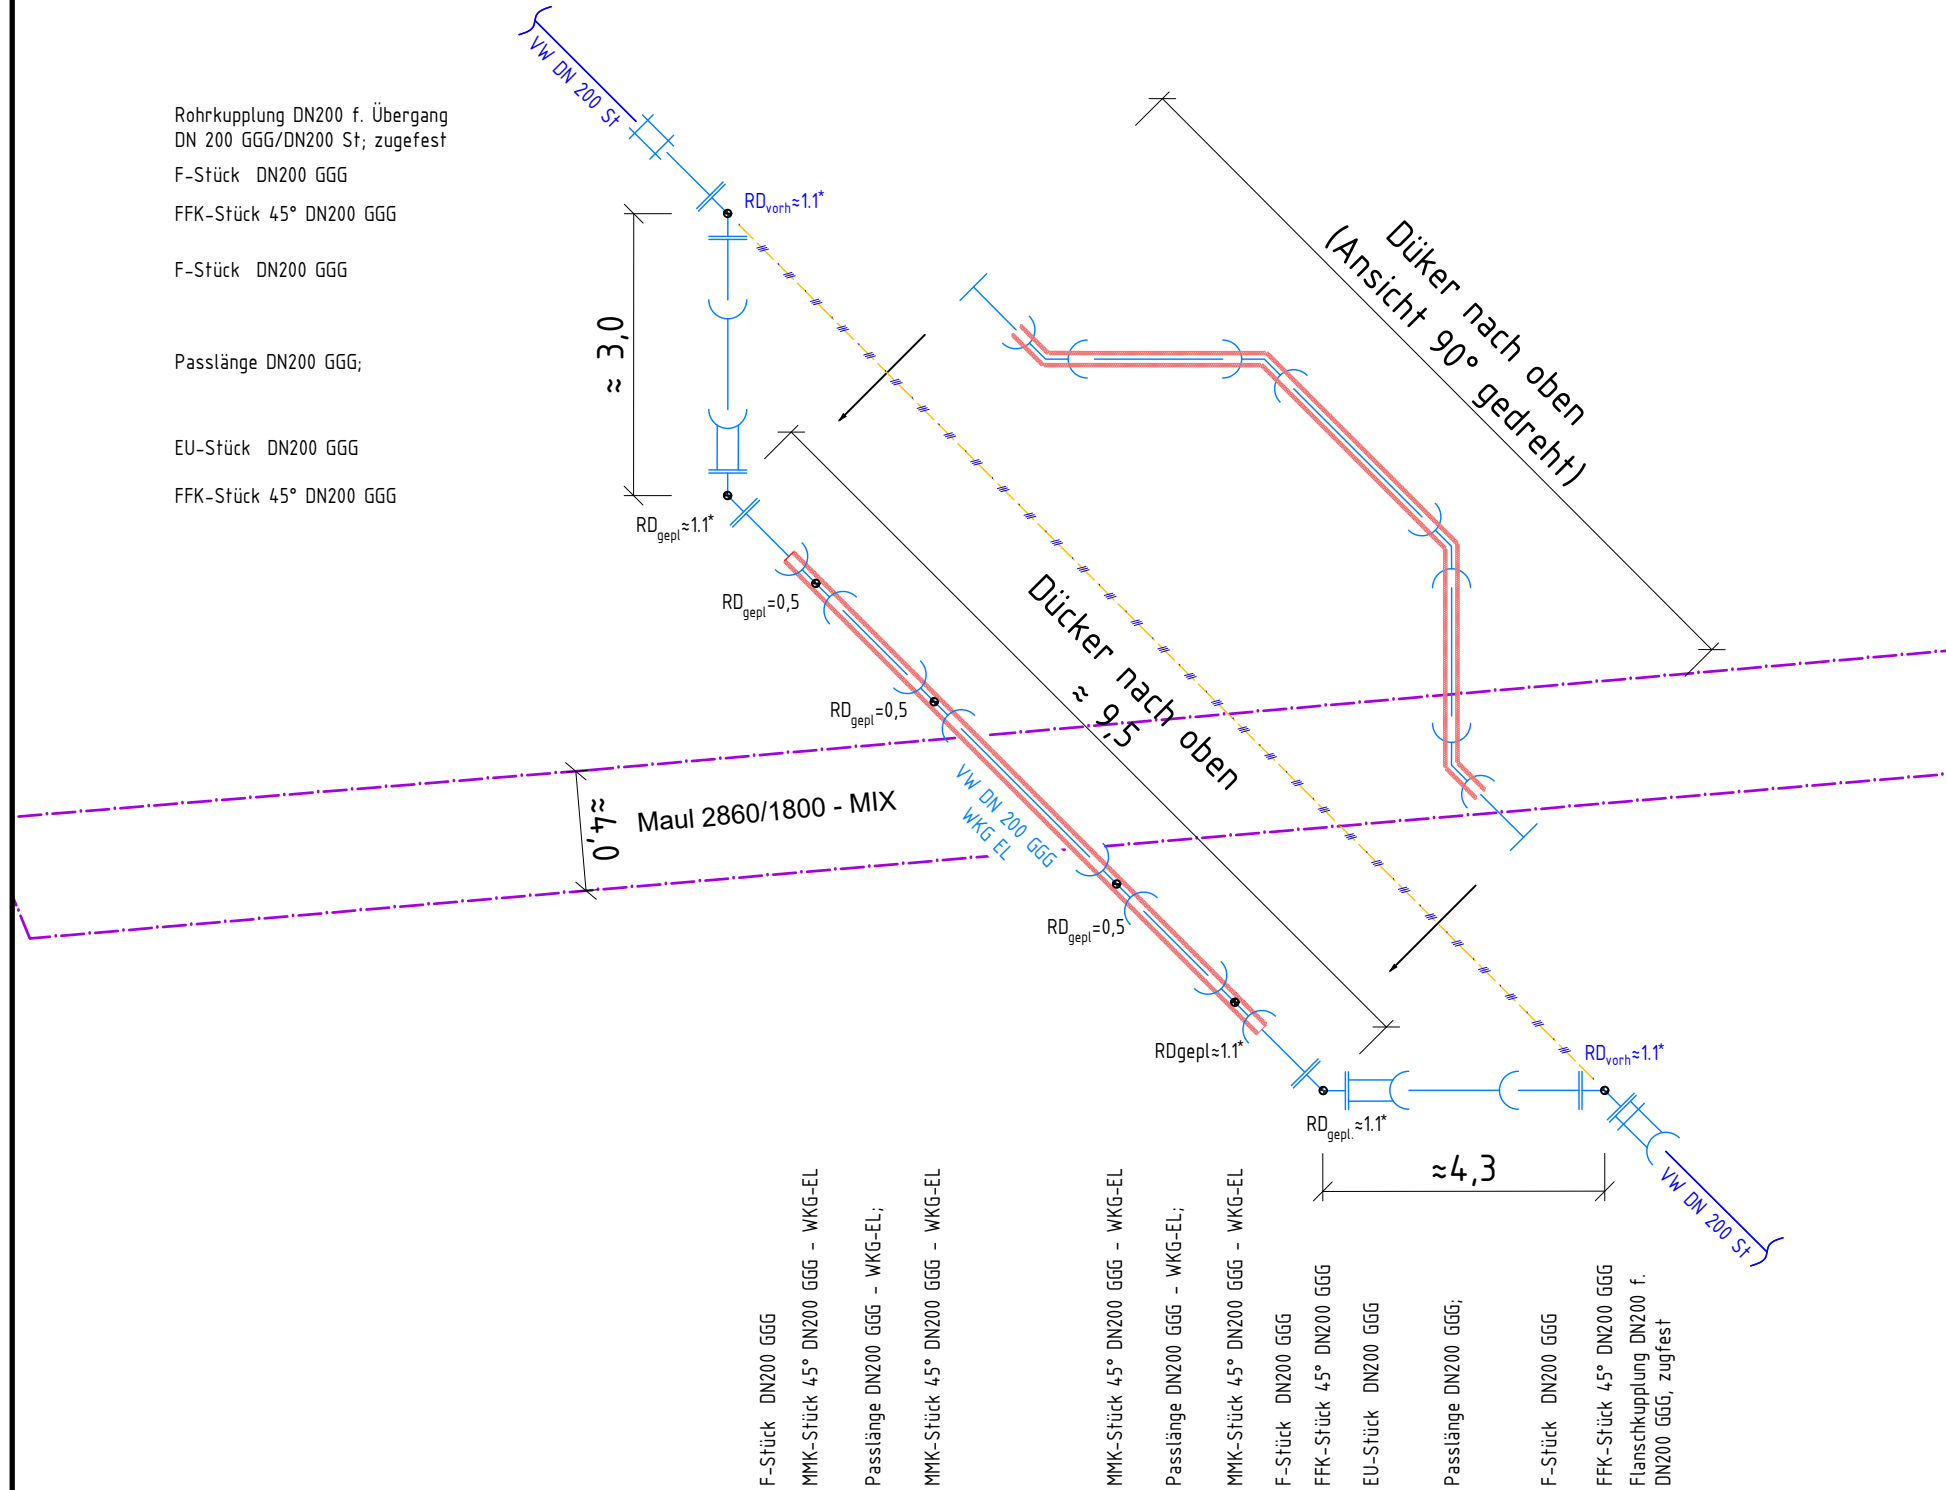 VW DN 200 St
Rohrkupplung DN200 f. Übergang
DN 200 GGG/DN200 St; zugefest
F-Stück DN200 GGG
FFK-Stück 45° DN200 GGG
F-Stück DN200 GGG
Passlänge DN200 GGG;
EU-Stück DN200 GGG
FFK-Stück 45° DN200 GGG
RDvorh≈1.1*
≈ 3,0
Düker nach oben
(Ansicht 90° gedreht)
RDgepl≈1.1*
RDgepl=0,5
RDgepl=0,5
Dücker nach oben
≈ 9,5
≈4,0
Maul 2860/1800 - MIX
VW DN 200 GGG
WKG EL
RDgepl=0,5
RDgepl≈1.1*
RDvorh≈1.1*
RDgepl.≈1.1*
≈4,3
VW DN 200 St
F-Stück DN200 GGG
MMK-Stück 45° DN200 GGG - WKG-EL
Passlänge DN200 GGG - WKG-EL;
MMK-Stück 45° DN200 GGG - WKG-EL
MMK-Stück 45° DN200 GGG - WKG-EL
Passlänge DN200 GGG - WKG-EL;
MMK-Stück 45° DN200 GGG - WKG-EL
F-Stück DN200 GGG
FFK-Stück 45° DN200 GGG
EU-Stück DN200 GGG
Passlänge DN200 GGG;
F-Stück DN200 GGG
FFK-Stück 45° DN200 GGG
Flanschkupplung DN200 f.
DN200 GGG, zugfest